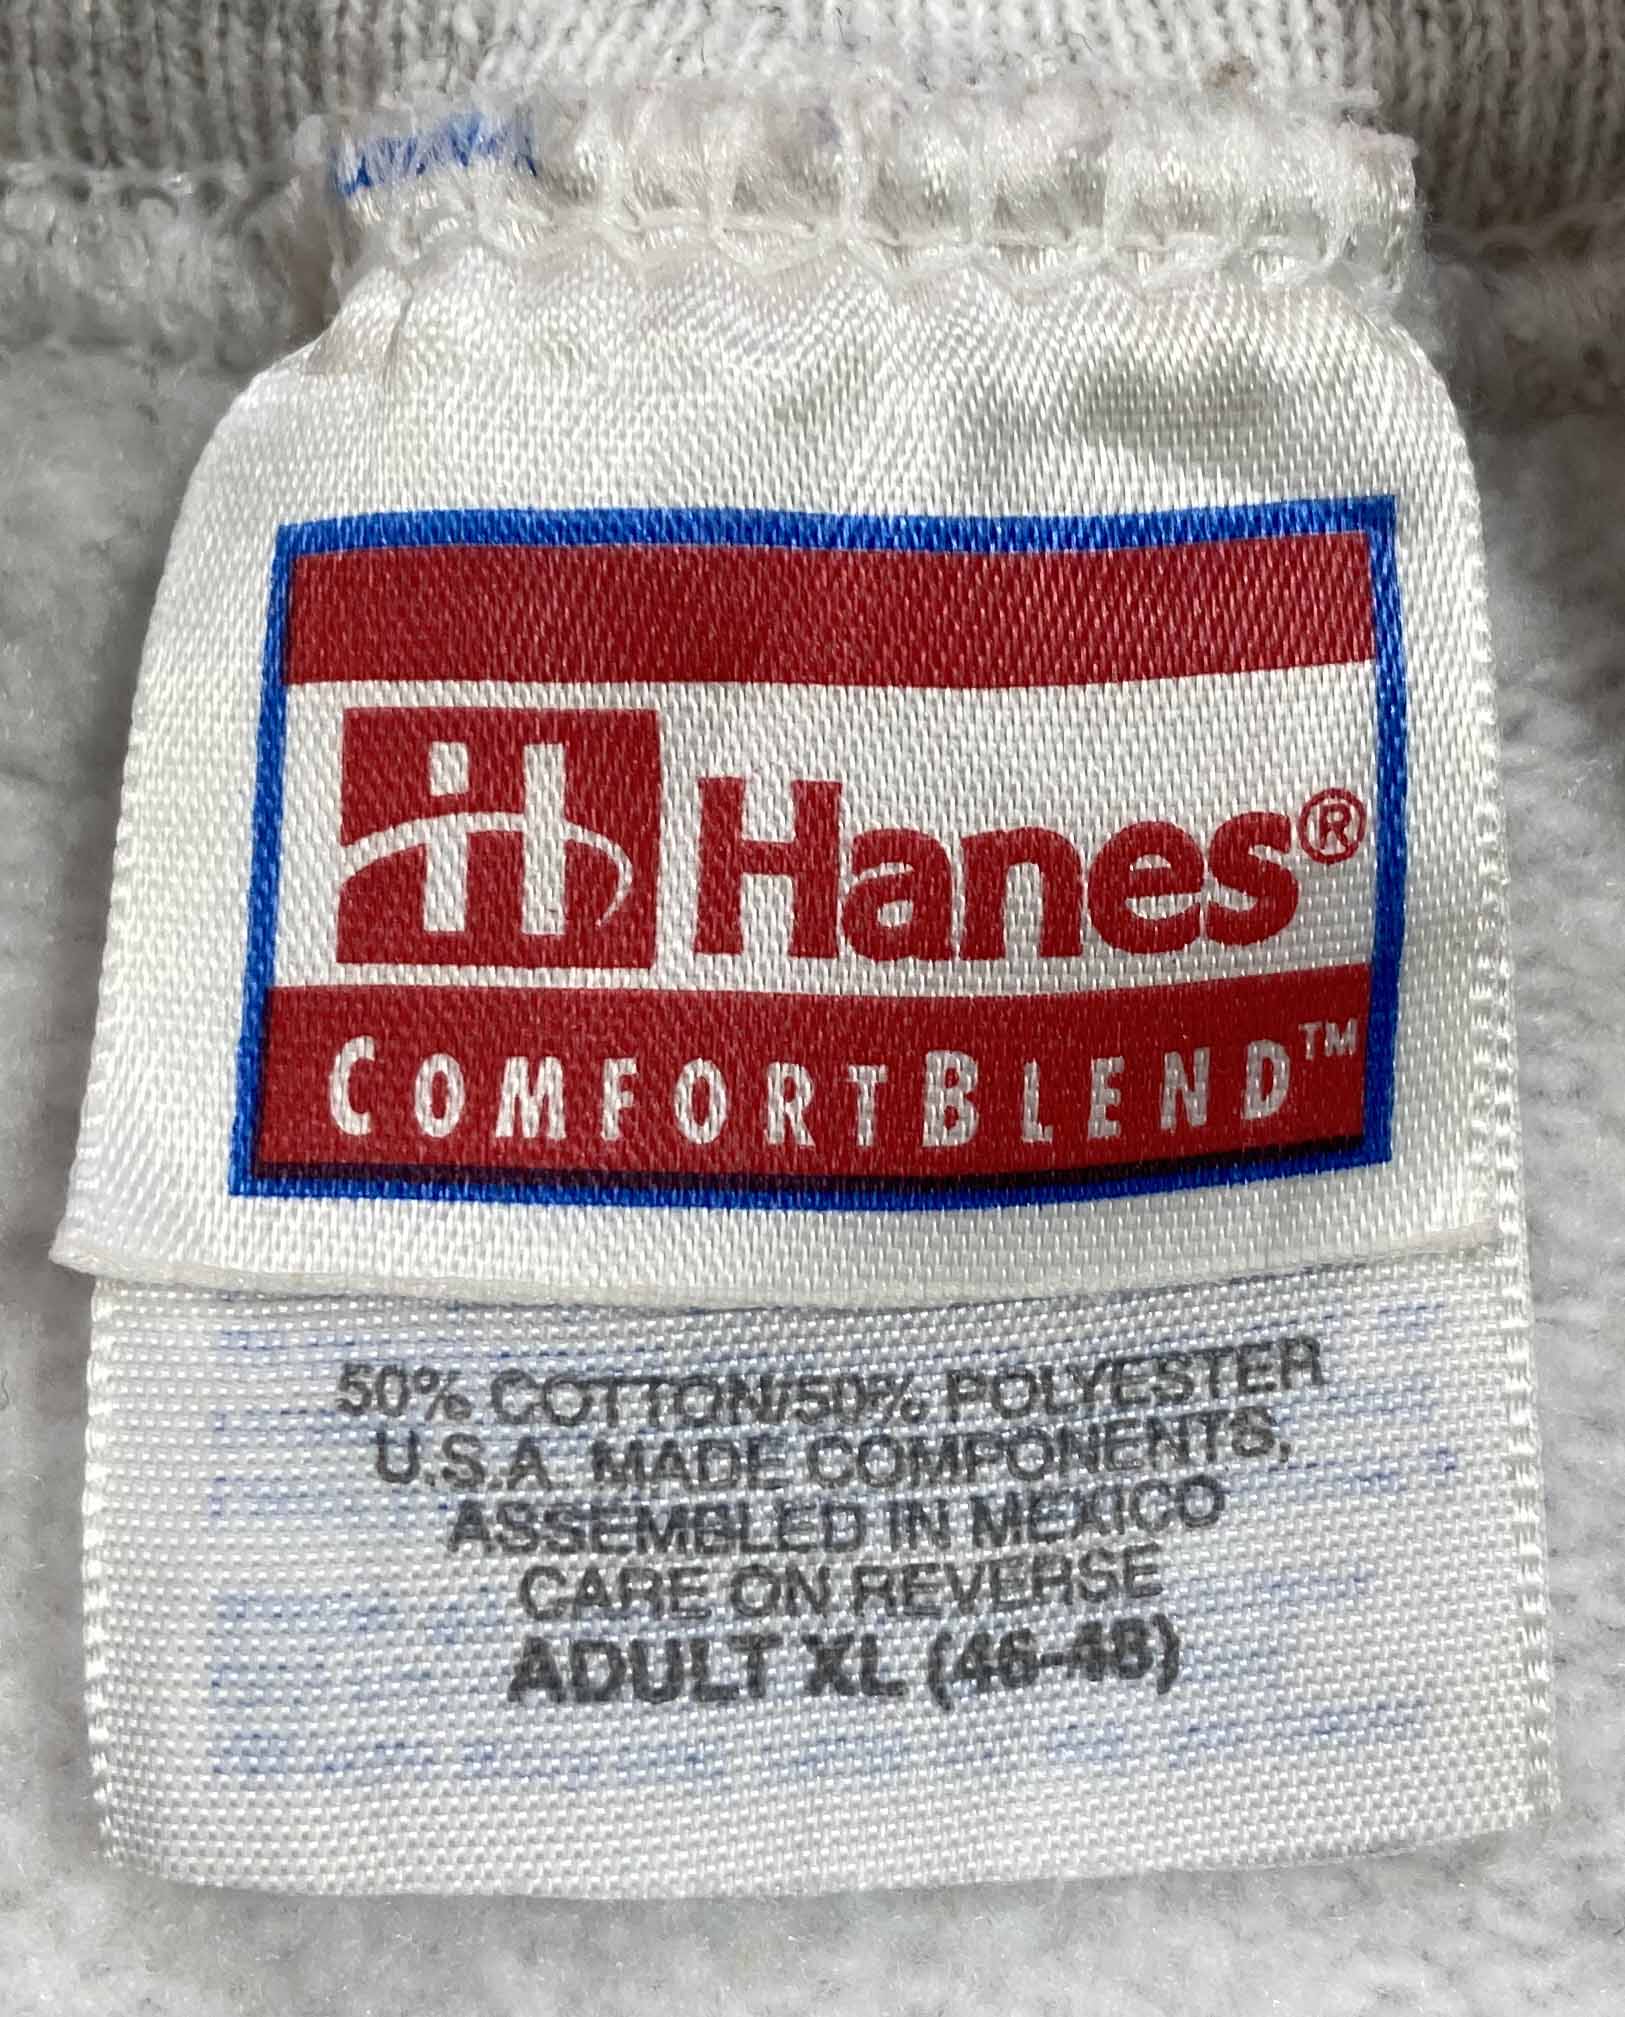 Hanes®
COMFORTBLEND™
50% COTTON/50% POLYESTER
U.S.A. MADE COMPONENTS,
ASSEMBLED IN MEXICO
CARE ON REVERSE
ADULT XL (46-48)